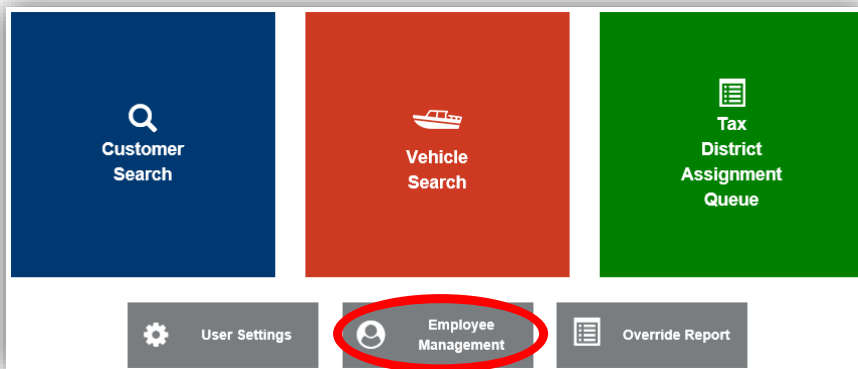 Customer
Search
Vehicle
Search
Tax
District
Assignment
Queue
User Settings
Employee
Management
Override Report